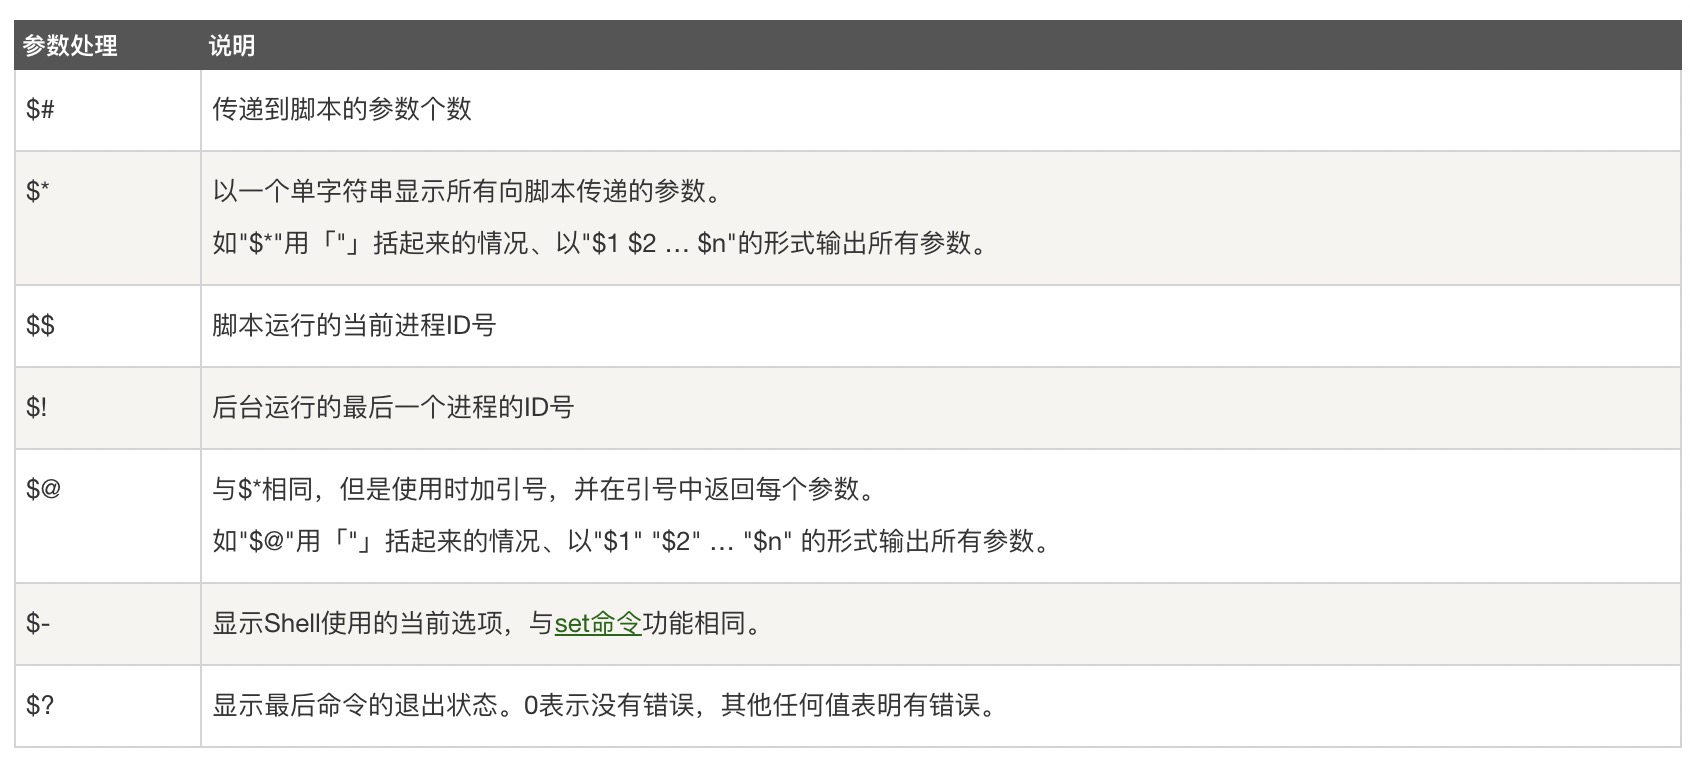 参数处理 说明
$# 传递到脚本的参数个数
$* 以一个单字符串显示所有向脚本传递的参数。
如"$*"用「"」括起来的情况、以"$1 $2 … $n"的形式输出所有参数。
$$ 脚本运行的当前进程ID号
$! 后台运行的最后一个进程的ID号
$@ 与$*相同，但是使用时加引号，并在引号中返回每个参数。
如"$@"用「"」括起来的情况、以"$1" "$2" … "$n" 的形式输出所有参数。
$- 显示Shell使用的当前选项，与set命令功能相同。
$? 显示最后命令的退出状态。0表示没有错误，其他任何值表明有错误。